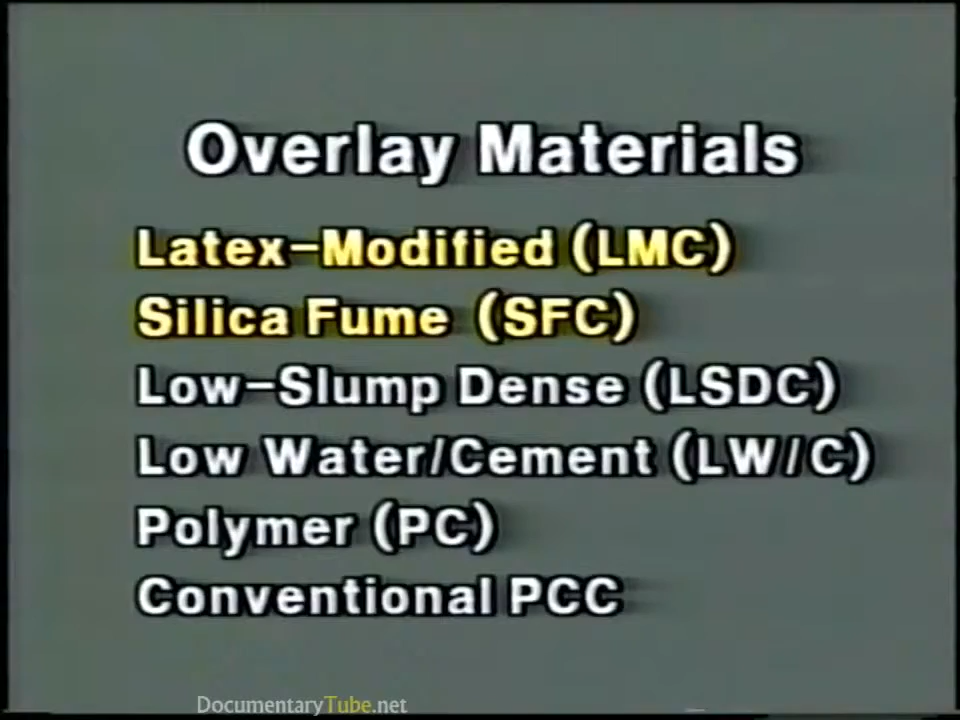 Overlay Materials
Latex-Modified (LMC)
Silica Fume (SFC)
Low-Slump Dense (LSDC)
Low Water/Cement (LW/C)
Polymer (PC)
Conventional PCC
DocumentaryTube.net